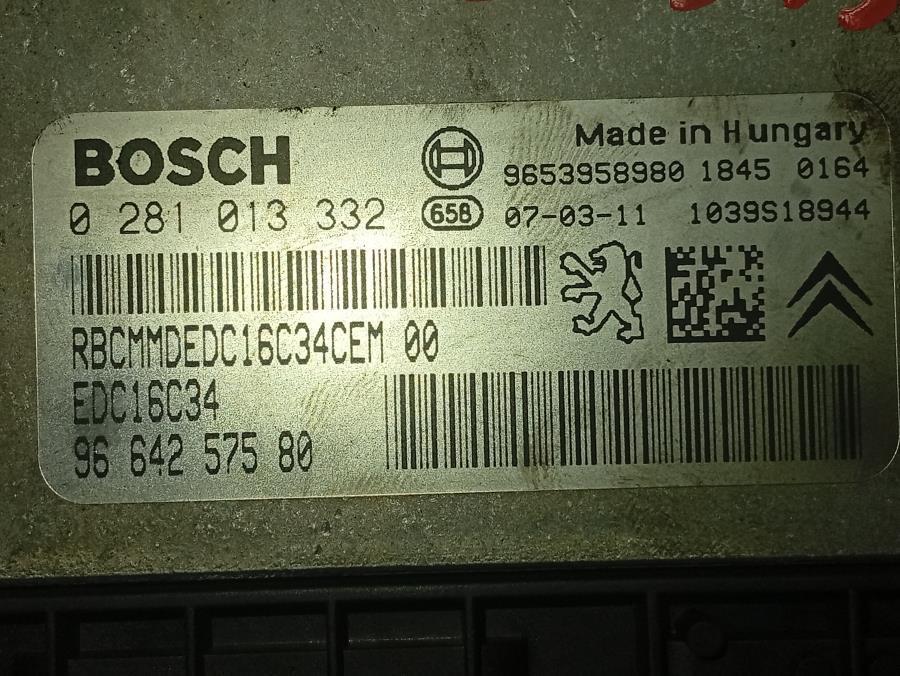 BOSCH
Made in Hungary
9653958980 1845 0164
0 281 013 332
658
07-03-11 1039S18944
RBCMMDEDC16C34CEM 00
EDC16C34
96 642 575 80